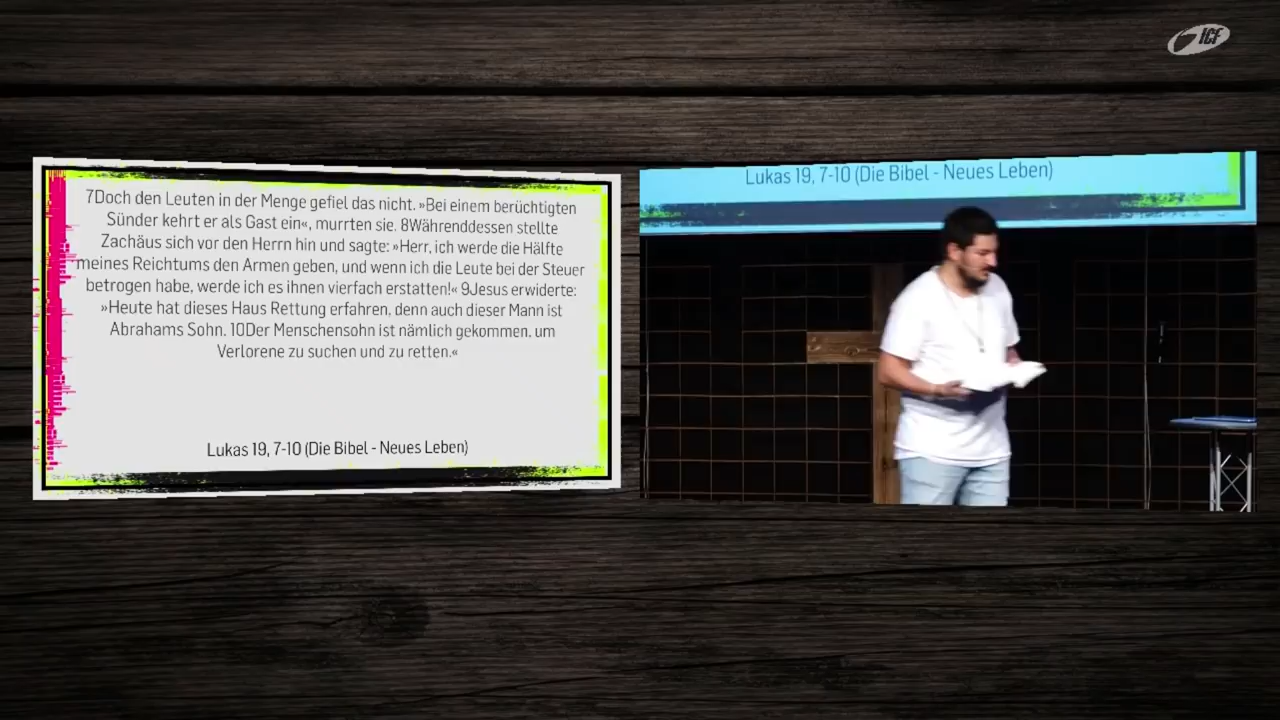 ICF
7Doch den Leuten in der Menge gefiel das nicht. »Bei einem berüchtigten
Sünder kehrt er als Gast ein«, murrten sie. 8Währenddessen stellte
Zachäus sich vor den Herrn hin und sagte: »Herr, ich werde die Hälfte
meines Reichtums den Armen geben, und wenn ich die Leute bei der Steuer
betrogen habe, werde ich es ihnen vierfach erstatten!« 9Jesus erwiderte:
»Heute hat dieses Haus Rettung erfahren, denn auch dieser Mann ist
Abrahams Sohn. 10Der Menschensohn ist nämlich gekommen, um
Verlorene zu suchen und zu retten.«
Lukas 19, 7-10 (Die Bibel - Neues Leben)
Lukas 19, 7-10 (Die Bibel - Neues Leben)